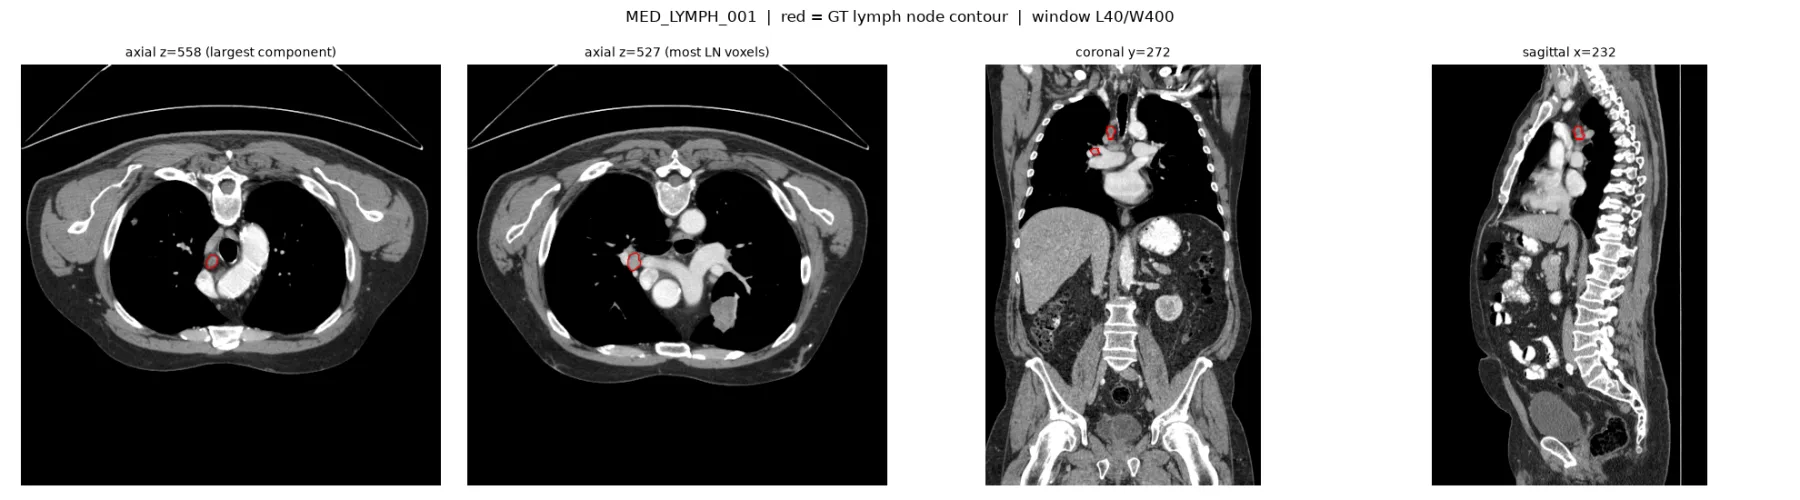 MED_LYMPH_001 | red = GT lymph node contour | window L40/W400
axial z=558 (largest component)
axial z=527 (most LN voxels)
coronal y=272
sagittal x=232